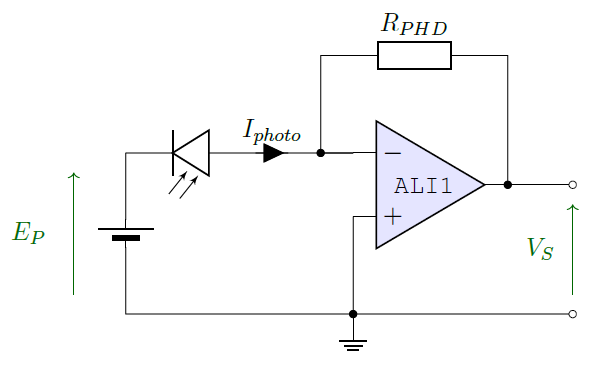 R_PHD
I_photo
−
ALI1
+
E_P
V_S